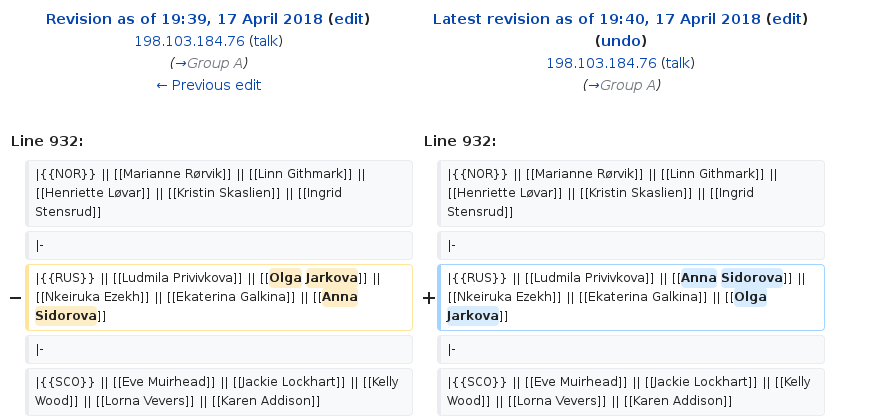 Revision as of 19:39, 17 April 2018 (edit)
198.103.184.76 (talk)
(→Group A)
← Previous edit
Latest revision as of 19:40, 17 April 2018 (edit)
(undo)
198.103.184.76 (talk)
(→Group A)
Line 932:
Line 932:
|{{NOR}} || [[Marianne Rørvik]] || [[Linn Githmark]] ||
[[Henriette Løvar]] || [[Kristin Skaslien]] || [[Ingrid
Stensrud]]
|{{NOR}} || [[Marianne Rørvik]] || [[Linn Githmark]] ||
[[Henriette Løvar]] || [[Kristin Skaslien]] || [[Ingrid
Stensrud]]
|-
|-
− |{{RUS}} || [[Ludmila Privivkova]] || [[Olga Jarkova]] ||
[[Nkeiruka Ezekh]] || [[Ekaterina Galkina]] || [[Anna
Sidorova]]
+ |{{RUS}} || [[Ludmila Privivkova]] || [[Anna Sidorova]] ||
[[Nkeiruka Ezekh]] || [[Ekaterina Galkina]] || [[Olga
Jarkova]]
|-
|-
|{{SCO}} || [[Eve Muirhead]] || [[Jackie Lockhart]] || [[Kelly
Wood]] || [[Lorna Vevers]] || [[Karen Addison]]
|{{SCO}} || [[Eve Muirhead]] || [[Jackie Lockhart]] || [[Kelly
Wood]] || [[Lorna Vevers]] || [[Karen Addison]]